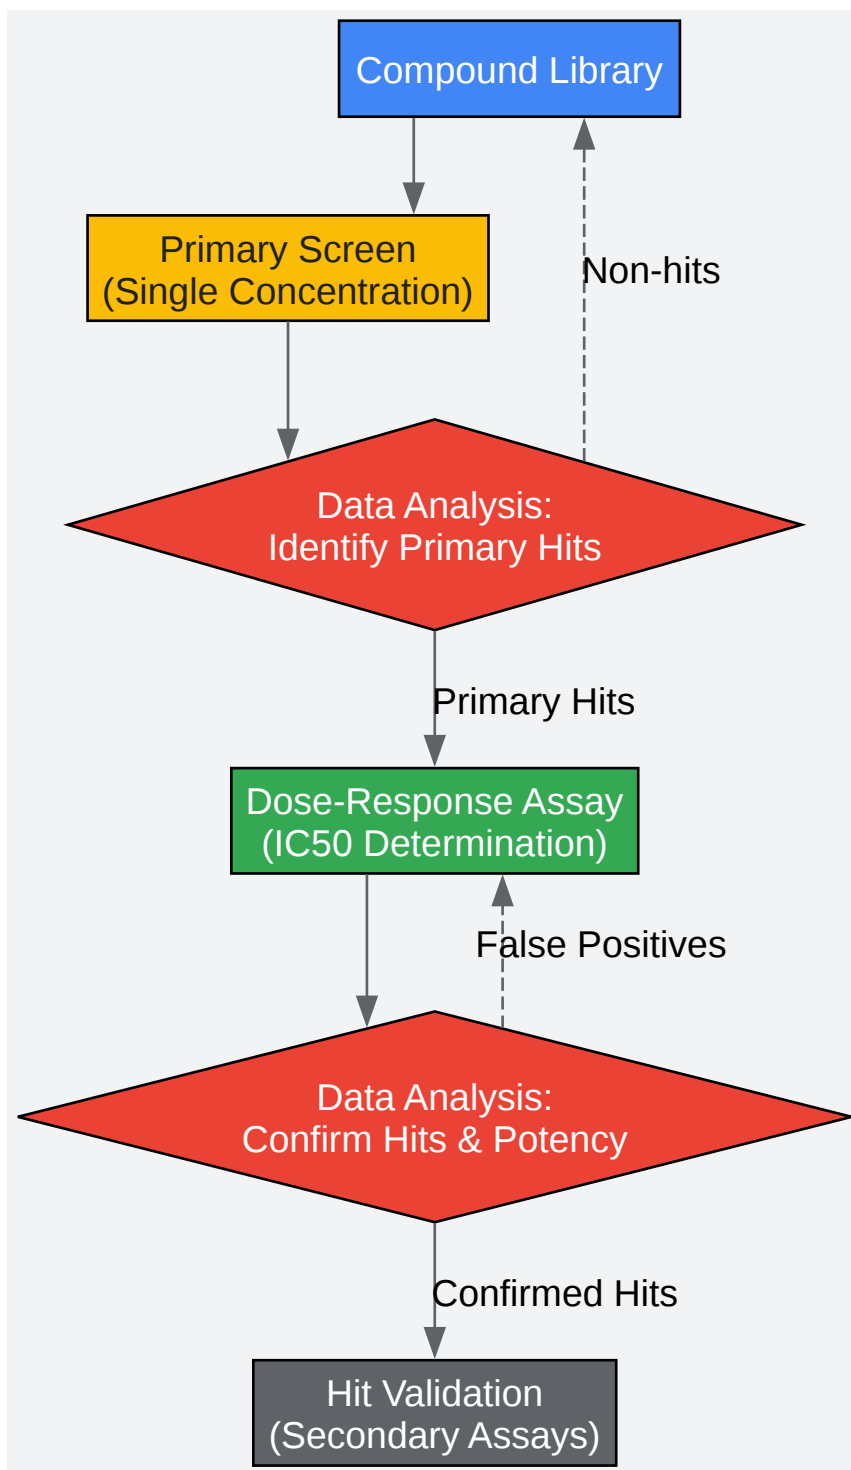 Compound Library
Primary Screen
(Single Concentration)
Non-hits
Data Analysis:
Identify Primary Hits
Primary Hits
Dose-Response Assay
(IC50 Determination)
False Positives
Data Analysis:
Confirm Hits & Potency
Confirmed Hits
Hit Validation
(Secondary Assays)